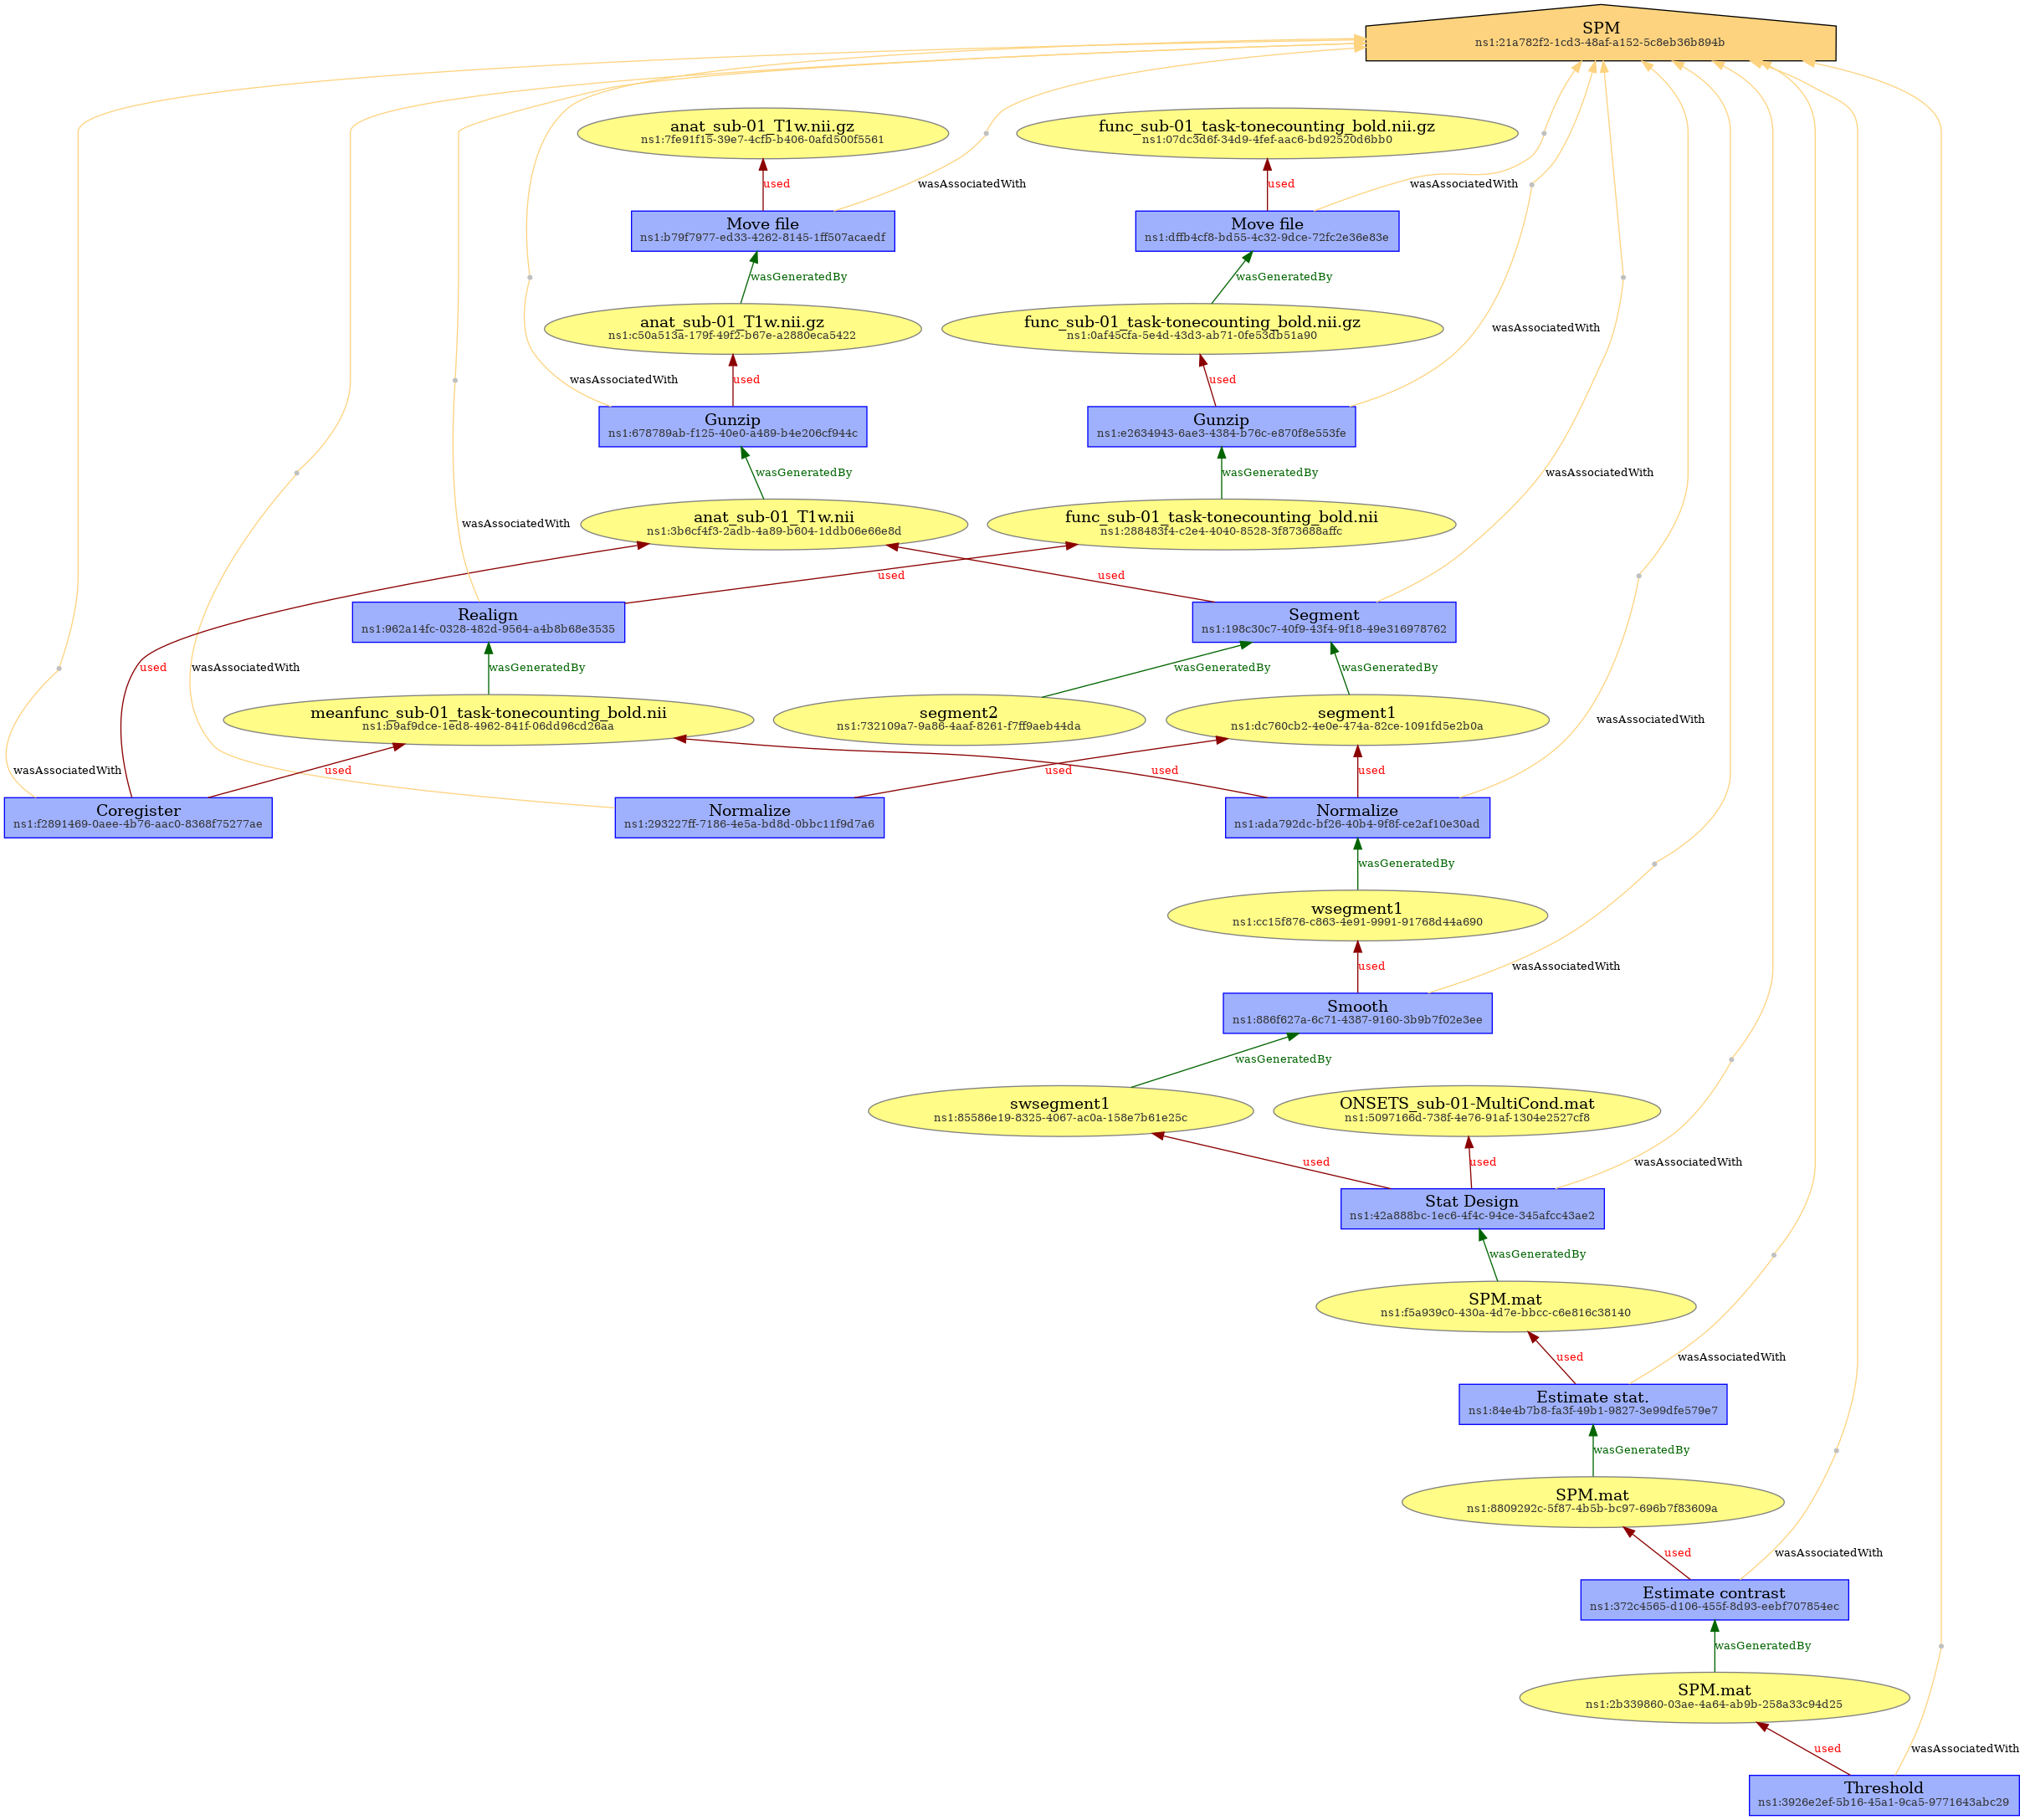 SPM
ns1:21a782f2-1cd3-48af-a152-5c8eb36b894b
anat_sub-01_T1w.nii.gz
ns1:7fe91f15-39e7-4cfb-b406-0afd500f5561
func_sub-01_task-tonecounting_bold.nii.gz
ns1:07dc3d6f-34d9-4fef-aac6-bd92520d6bb0
used
wasAssociatedWith
used
wasAssociatedWith
Move file
ns1:b79f7977-ed33-4262-8145-1ff507acaedf
Move file
ns1:dffb4cf8-bd55-4c32-9dce-72fc2e36e83e
wasGeneratedBy
wasGeneratedBy
anat_sub-01_T1w.nii.gz
ns1:c50a513a-179f-49f2-b67e-a2880eca5422
func_sub-01_task-tonecounting_bold.nii.gz
ns1:0af45cfa-5e4d-43d3-ab71-0fe53db51a90
wasAssociatedWith
used
used
wasAssociatedWith
Gunzip
ns1:678789ab-f125-40e0-a489-b4e206cf944c
Gunzip
ns1:e2634943-6ae3-4384-b76c-e870f8e553fe
wasGeneratedBy
wasGeneratedBy
wasAssociatedWith
anat_sub-01_T1w.nii
ns1:3b6cf4f3-2adb-4a89-b604-1ddb06e66e8d
func_sub-01_task-tonecounting_bold.nii
ns1:288483f4-c2e4-4040-8528-3f873688affc
wasAssociatedWith
used
used
Realign
ns1:962a14fc-0328-482d-9564-a4b8b68e3535
Segment
ns1:198c30c7-40f9-43f4-9f18-49e316978762
used
wasAssociatedWith
wasGeneratedBy
wasGeneratedBy
wasGeneratedBy
meanfunc_sub-01_task-tonecounting_bold.nii
ns1:b9af9dce-1ed8-4962-841f-06dd96cd26aa
segment2
ns1:732109a7-9a86-4aaf-8261-f7ff9aeb44da
segment1
ns1:dc760cb2-4e0e-474a-82ce-1091fd5e2b0a
wasAssociatedWith
wasAssociatedWith
used
used
used
used
Coregister
ns1:f2891469-0aee-4b76-aac0-8368f75277ae
Normalize
ns1:293227ff-7186-4e5a-bd8d-0bbc11f9d7a6
Normalize
ns1:ada792dc-bf26-40b4-9f8f-ce2af10e30ad
wasGeneratedBy
wsegment1
ns1:cc15f876-c863-4e91-9991-91768d44a690
used
wasAssociatedWith
Smooth
ns1:886f627a-6c71-4387-9160-3b9b7f02e3ee
wasGeneratedBy
swsegment1
ns1:85586e19-8325-4067-ac0a-158e7b61e25c
ONSETS_sub-01-MultiCond.mat
ns1:5097166d-738f-4e76-91af-1304e2527cf8
used
used
wasAssociatedWith
Stat Design
ns1:42a888bc-1ec6-4f4c-94ce-345afcc43ae2
wasGeneratedBy
SPM.mat
ns1:f5a939c0-430a-4d7e-bbcc-c6e816c38140
used
wasAssociatedWith
Estimate stat.
ns1:84e4b7b8-fa3f-49b1-9827-3e99dfe579e7
wasGeneratedBy
SPM.mat
ns1:8809292c-5f87-4b5b-bc97-696b7f83609a
used
wasAssociatedWith
Estimate contrast
ns1:372c4565-d106-455f-8d93-eebf707854ec
wasGeneratedBy
SPM.mat
ns1:2b339860-03ae-4a64-ab9b-258a33c94d25
used
wasAssociatedWith
Threshold
ns1:3926e2ef-5b16-45a1-9ca5-9771643abc29